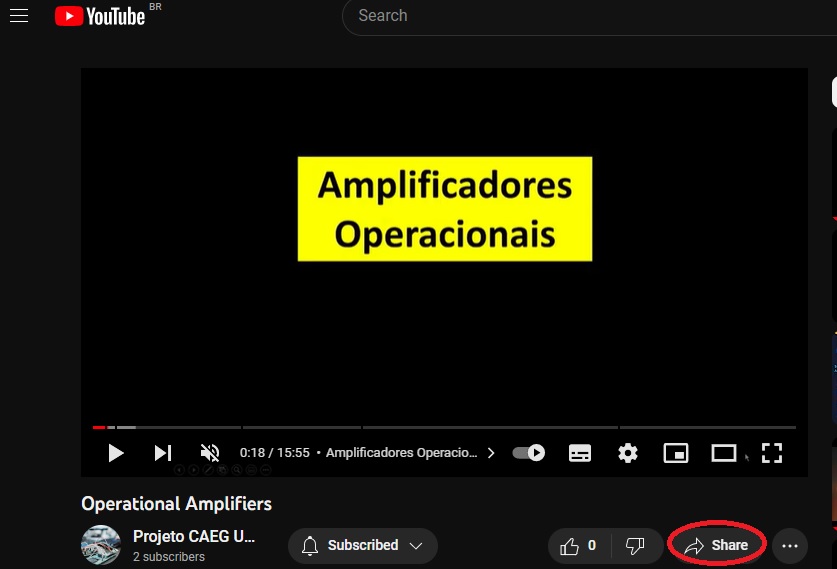 YouTube BR
Search
Amplificadores
Operacionais
0:18 / 15:55 • Amplificadores Operacio...
Operational Amplifiers
Projeto CAEG U...
2 subscribers
Subscribed
0
Share